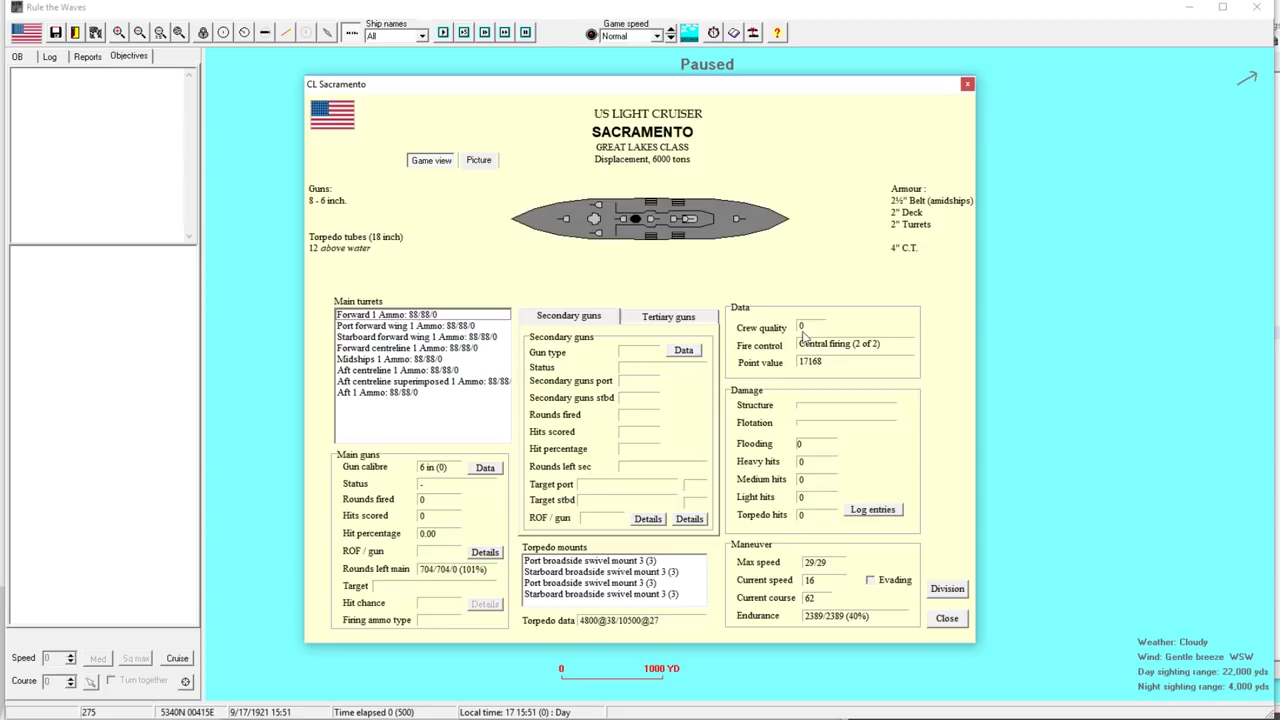 Rule the Waves
Ship names
All
Game speed
Normal
?
OB
Log
Reports
Objectives
Paused
CL Sacramento
x
US LIGHT CRUISER
SACRAMENTO
GREAT LAKES CLASS
Displacement, 6000 tons
Game view
Picture
Guns:
8 - 6 inch.
Torpedo tubes (18 inch)
12 above water
Armour :
2½" Belt (amidships)
2" Deck
2" Turrets
4" C.T.
Main turrets
Forward 1 Ammo: 88/88/0
Port forward wing 1 Ammo: 88/88/0
Starboard forward wing 1 Ammo: 88/88/0
Forward centreline 1 Ammo: 88/88/0
Midships 1 Ammo: 88/88/0
Aft centreline 1 Ammo: 88/88/0
Aft centreline superimposed 1 Ammo: 88/88/
Aft 1 Ammo: 88/88/0
Main guns
Gun calibre 6 in (0) Data
Status -
Rounds fired 0
Hits scored 0
Hit percentage 0.00
ROF / gun Details
Rounds left main 704/704/0 (101%)
Target
Hit chance Details
Firing ammo type
Secondary guns
Tertiary guns
Secondary guns
Gun type Data
Status
Secondary guns port
Secondary guns stbd
Rounds fired
Hits scored
Hit percentage
Rounds left sec
Target port
Target stbd
ROF / gun Details Details
Torpedo mounts
Port broadside swivel mount 3 (3)
Starboard broadside swivel mount 3 (3)
Port broadside swivel mount 3 (3)
Starboard broadside swivel mount 3 (3)
Torpedo data 4800@38/10500@27
Data
Crew quality 0
Fire control Central firing (2 of 2)
Point value 17168
Damage
Structure
Flotation
Flooding 0
Heavy hits 0
Medium hits 0
Light hits 0
Torpedo hits 0
Log entries
Maneuver
Max speed 29/29
Current speed 16
Evading
Current course 62
Endurance 2389/2389 (40%)
Division
Close
Speed 0 Med Sq max Cruise
Course 0 Turn together
0 1000 YD
Weather: Cloudy
Wind: Gentle breeze WSW
Day sighting range: 22,000 yds
Night sighting range: 4,000 yds
275
5340N 00415E
9/17/1921 15:51
Time elapsed 0 (500)
Local time: 17 15:51 (0) : Day